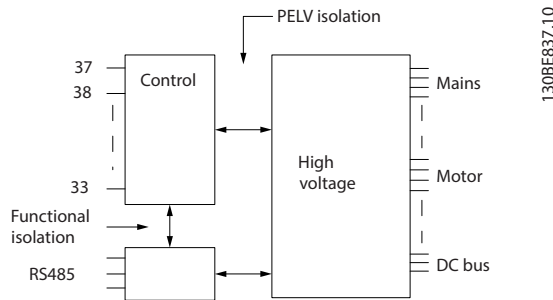 PELV isolation
130BE837.10
37
Control
38
Mains
High
voltage
Motor
33
Functional
isolation
RS485
DC bus